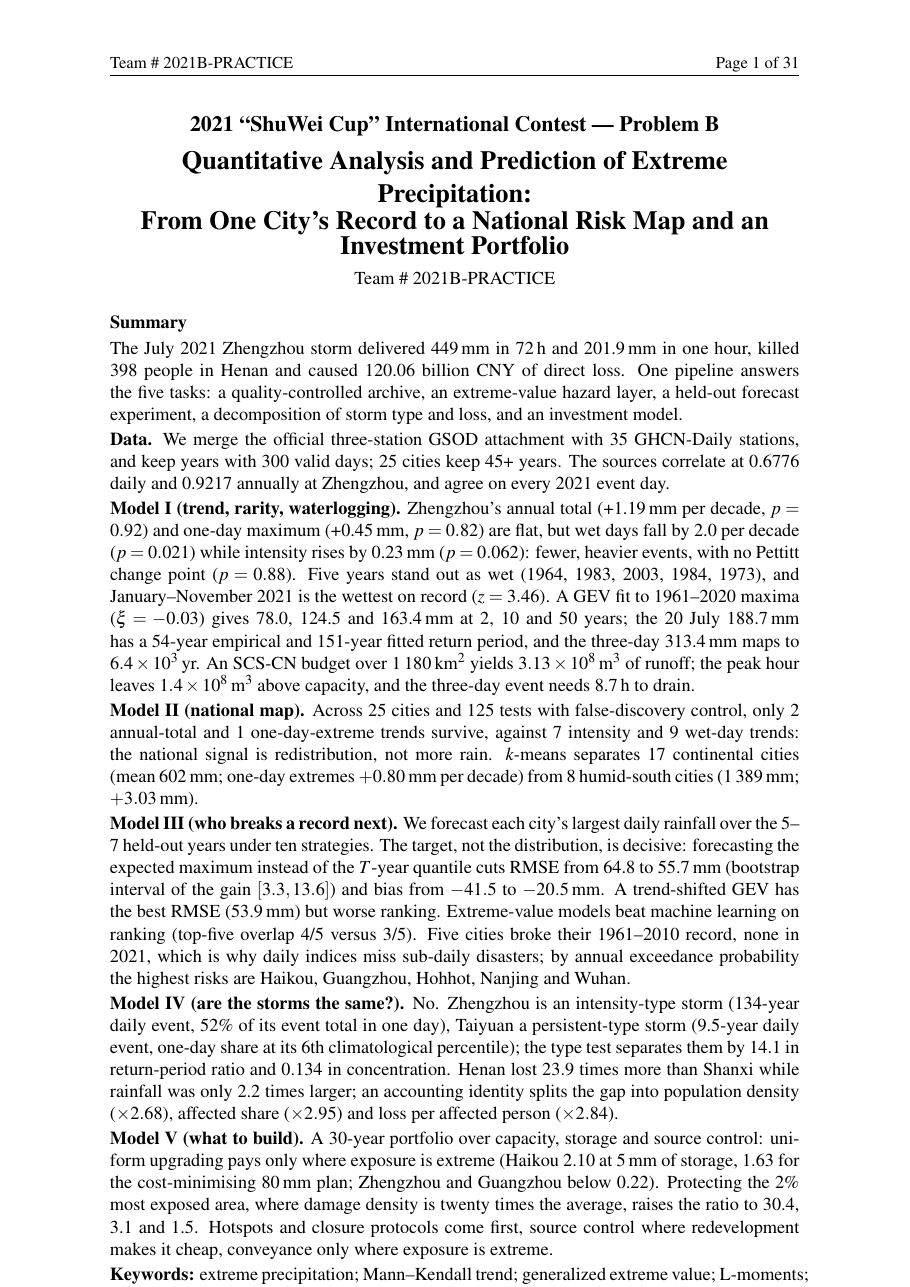 Team # 2021B-PRACTICE Page 1 of 31
2021 “ShuWei Cup” International Contest — Problem B
Quantitative Analysis and Prediction of Extreme
Precipitation:
From One City’s Record to a National Risk Map and an
Investment Portfolio
Team # 2021B-PRACTICE
Summary
The July 2021 Zhengzhou storm delivered 449 mm in 72 h and 201.9 mm in one hour, killed
398 people in Henan and caused 120.06 billion CNY of direct loss. One pipeline answers
the five tasks: a quality-controlled archive, an extreme-value hazard layer, a held-out forecast
experiment, a decomposition of storm type and loss, and an investment model.
Data. We merge the official three-station GSOD attachment with 35 GHCN-Daily stations,
and keep years with 300 valid days; 25 cities keep 45+ years. The sources correlate at 0.6776
daily and 0.9217 annually at Zhengzhou, and agree on every 2021 event day.
Model I (trend, rarity, waterlogging). Zhengzhou’s annual total (+1.19 mm per decade, p =
0.92) and one-day maximum (+0.45 mm, p = 0.82) are flat, but wet days fall by 2.0 per decade
(p = 0.021) while intensity rises by 0.23 mm (p = 0.062): fewer, heavier events, with no Pettitt
change point (p = 0.88). Five years stand out as wet (1964, 1983, 2003, 1984, 1973), and
January–November 2021 is the wettest on record (z = 3.46). A GEV fit to 1961–2020 maxima
(ξ = −0.03) gives 78.0, 124.5 and 163.4 mm at 2, 10 and 50 years; the 20 July 188.7 mm
has a 54-year empirical and 151-year fitted return period, and the three-day 313.4 mm maps to
6.4 × 10³ yr. An SCS-CN budget over 1 180 km² yields 3.13 × 10⁸ m³ of runoff; the peak hour
leaves 1.4 × 10⁸ m³ above capacity, and the three-day event needs 8.7 h to drain.
Model II (national map). Across 25 cities and 125 tests with false-discovery control, only 2
annual-total and 1 one-day-extreme trends survive, against 7 intensity and 9 wet-day trends:
the national signal is redistribution, not more rain. k-means separates 17 continental cities
(mean 602 mm; one-day extremes +0.80 mm per decade) from 8 humid-south cities (1 389 mm;
+3.03 mm).
Model III (who breaks a record next). We forecast each city’s largest daily rainfall over the 5–
7 held-out years under ten strategies. The target, not the distribution, is decisive: forecasting the
expected maximum instead of the T-year quantile cuts RMSE from 64.8 to 55.7 mm (bootstrap
interval of the gain [3.3, 13.6]) and bias from −41.5 to −20.5 mm. A trend-shifted GEV has
the best RMSE (53.9 mm) but worse ranking. Extreme-value models beat machine learning on
ranking (top-five overlap 4/5 versus 3/5). Five cities broke their 1961–2010 record, none in
2021, which is why daily indices miss sub-daily disasters; by annual exceedance probability
the highest risks are Haikou, Guangzhou, Hohhot, Nanjing and Wuhan.
Model IV (are the storms the same?). No. Zhengzhou is an intensity-type storm (134-year
daily event, 52% of its event total in one day), Taiyuan a persistent-type storm (9.5-year daily
event, one-day share at its 6th climatological percentile); the type test separates them by 14.1 in
return-period ratio and 0.134 in concentration. Henan lost 23.9 times more than Shanxi while
rainfall was only 2.2 times larger; an accounting identity splits the gap into population density
(×2.68), affected share (×2.95) and loss per affected person (×2.84).
Model V (what to build). A 30-year portfolio over capacity, storage and source control: uni-
form upgrading pays only where exposure is extreme (Haikou 2.10 at 5 mm of storage, 1.63 for
the cost-minimising 80 mm plan; Zhengzhou and Guangzhou below 0.22). Protecting the 2%
most exposed area, where damage density is twenty times the average, raises the ratio to 30.4,
3.1 and 1.5. Hotspots and closure protocols come first, source control where redevelopment
makes it cheap, conveyance only where exposure is extreme.
Keywords: extreme precipitation; Mann–Kendall trend; generalized extreme value; L-moments;